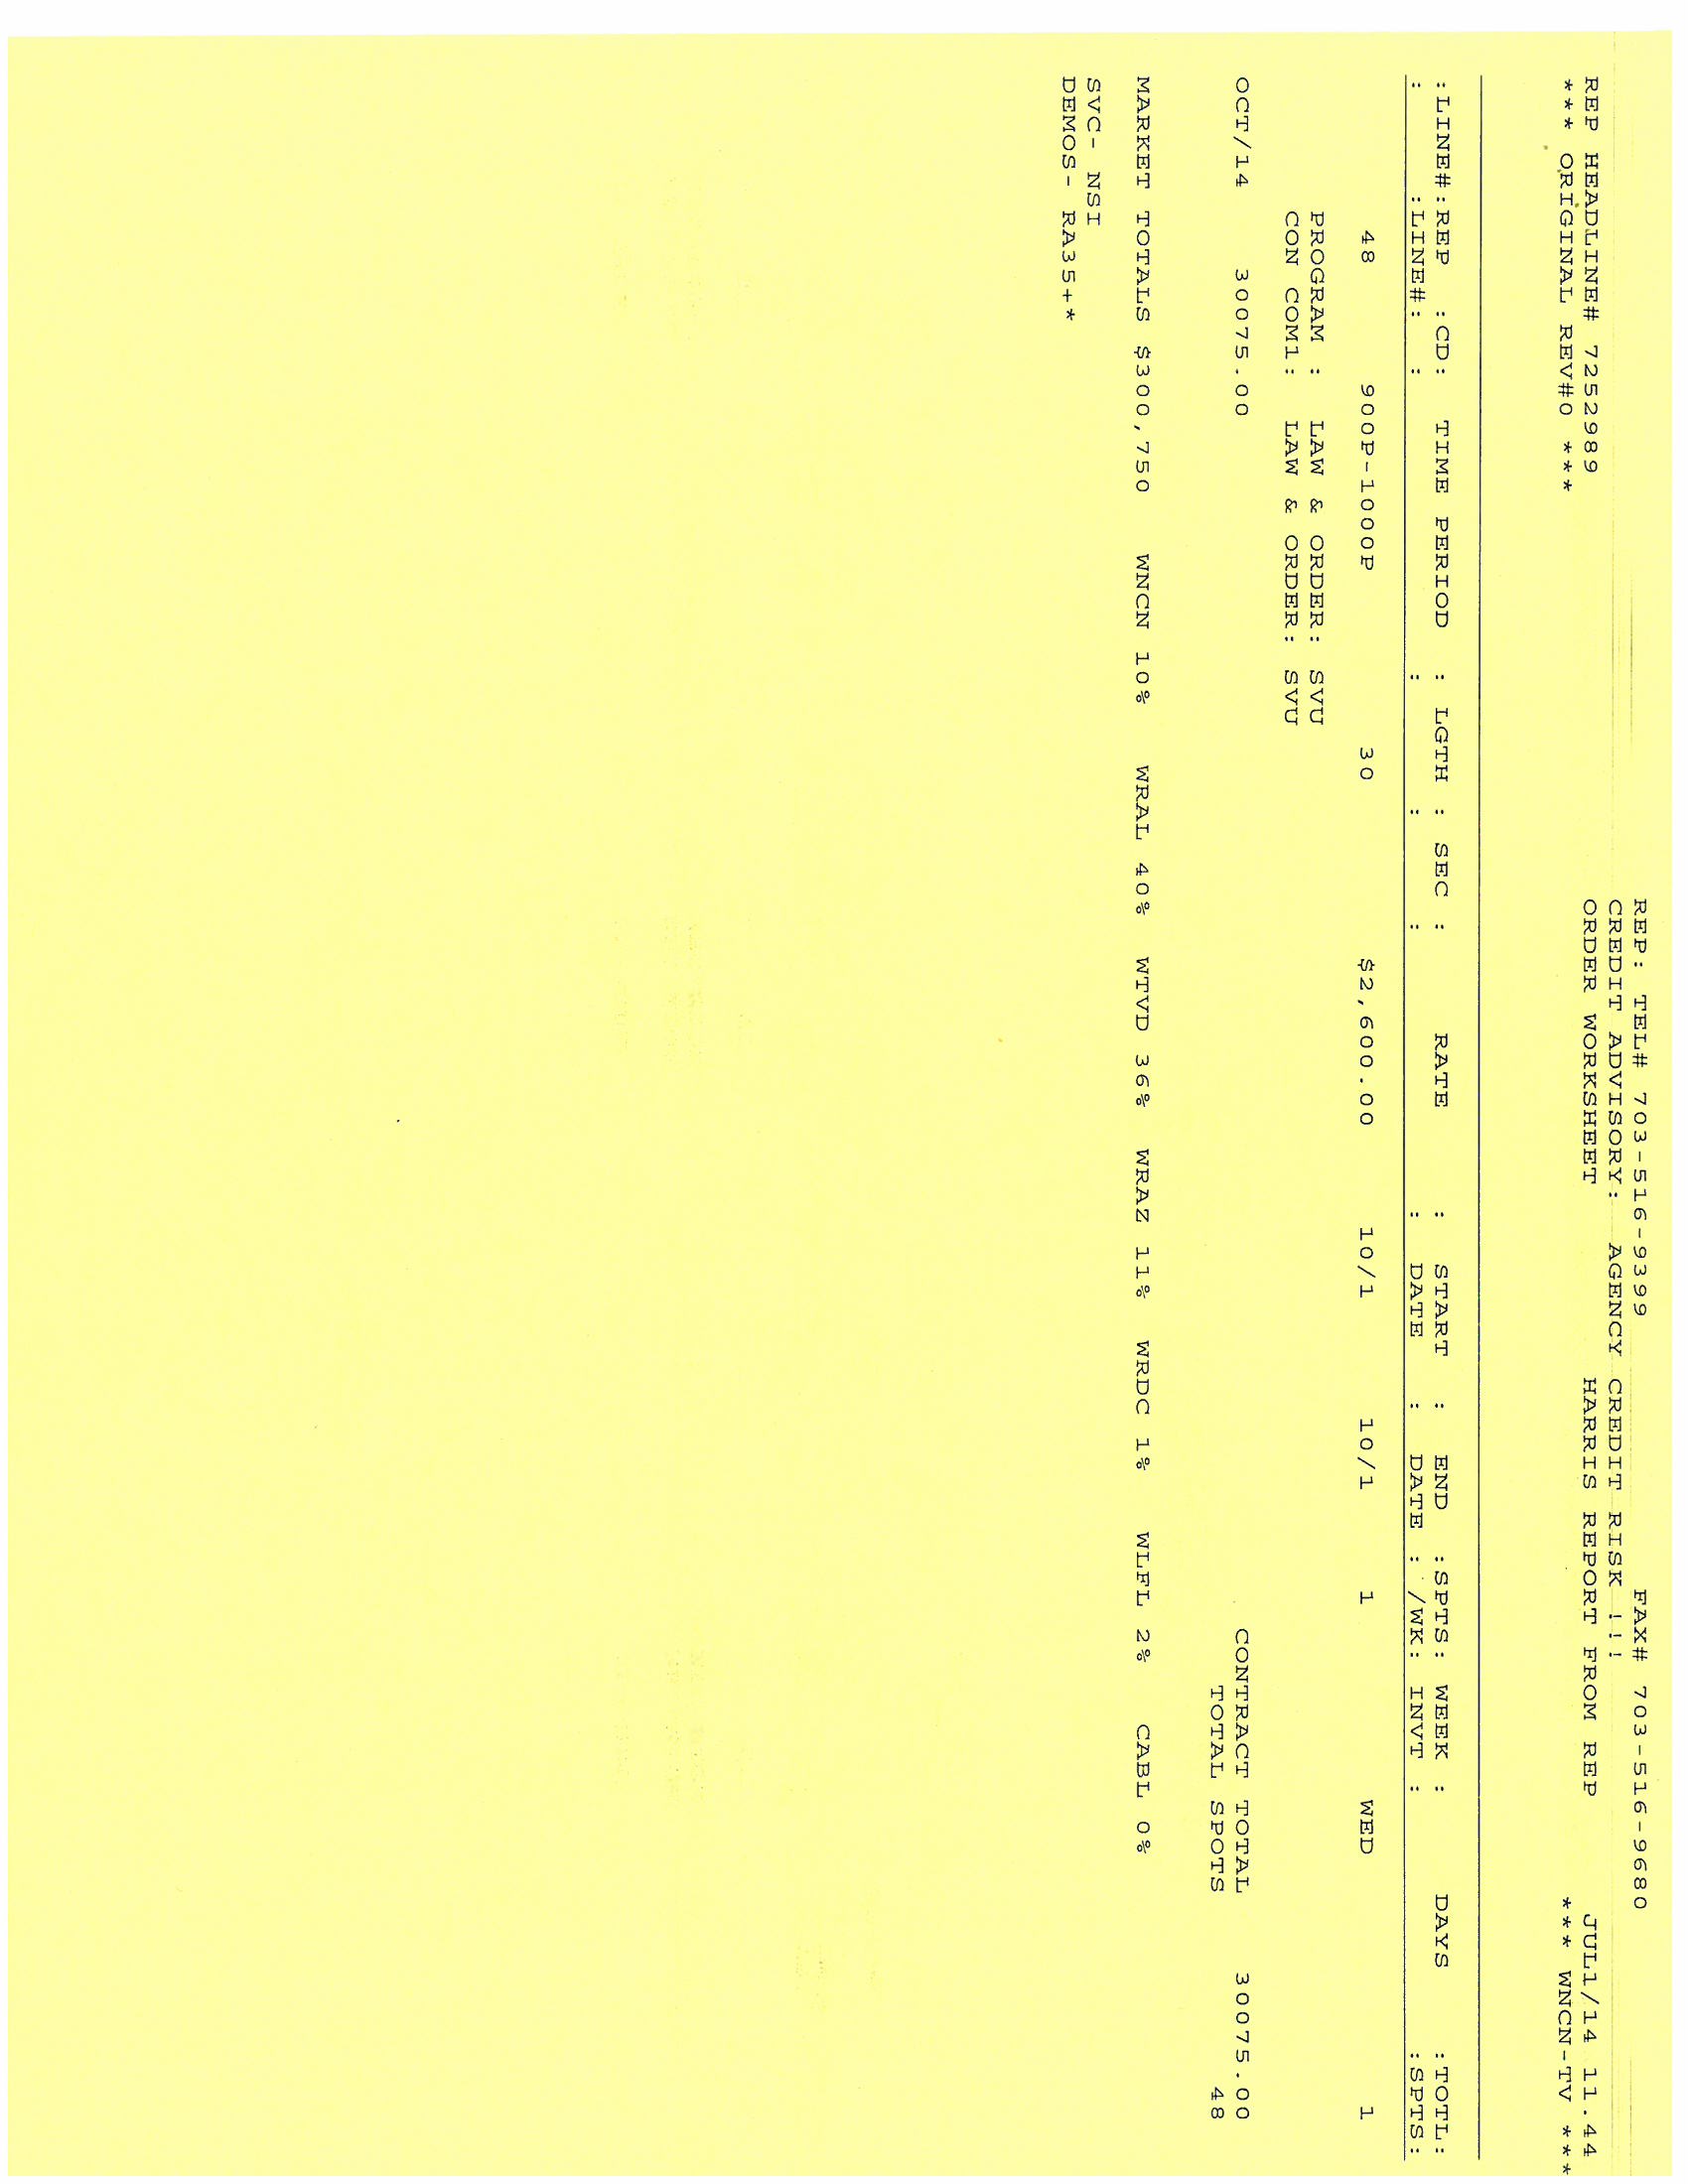 REP: TEL# 703-516-9399 FAX# 703-516-9680
CREDIT ADVISORY: AGENCY CREDIT RISK !!!
REP HEADLINE# 7252989 ORDER WORKSHEET HARRIS REPORT FROM REP JUL1/14 11.44
*** ORIGINAL REV#0 *** *** WNCN-TV ***
:LINE#:REP :CD: TIME PERIOD : LGTH : SEC : RATE : START : END :SPTS: WEEK : DAYS :TOTL:
: :LINE#: : : : : : DATE : DATE : /WK: INVT : :SPTS:
48 900P-1000P 30 $2,600.00 10/1 10/1 1 WED 1
PROGRAM : LAW & ORDER: SVU
CON COM1: LAW & ORDER: SVU
OCT/14 30075.00 CONTRACT TOTAL 30075.00
TOTAL SPOTS 48
MARKET TOTALS $300,750 WNCN 10% WRAL 40% WTVD 36% WRAZ 11% WRDC 1% WLFL 2% CABL 0%
SVC- NSI
DEMOS- RA35+*